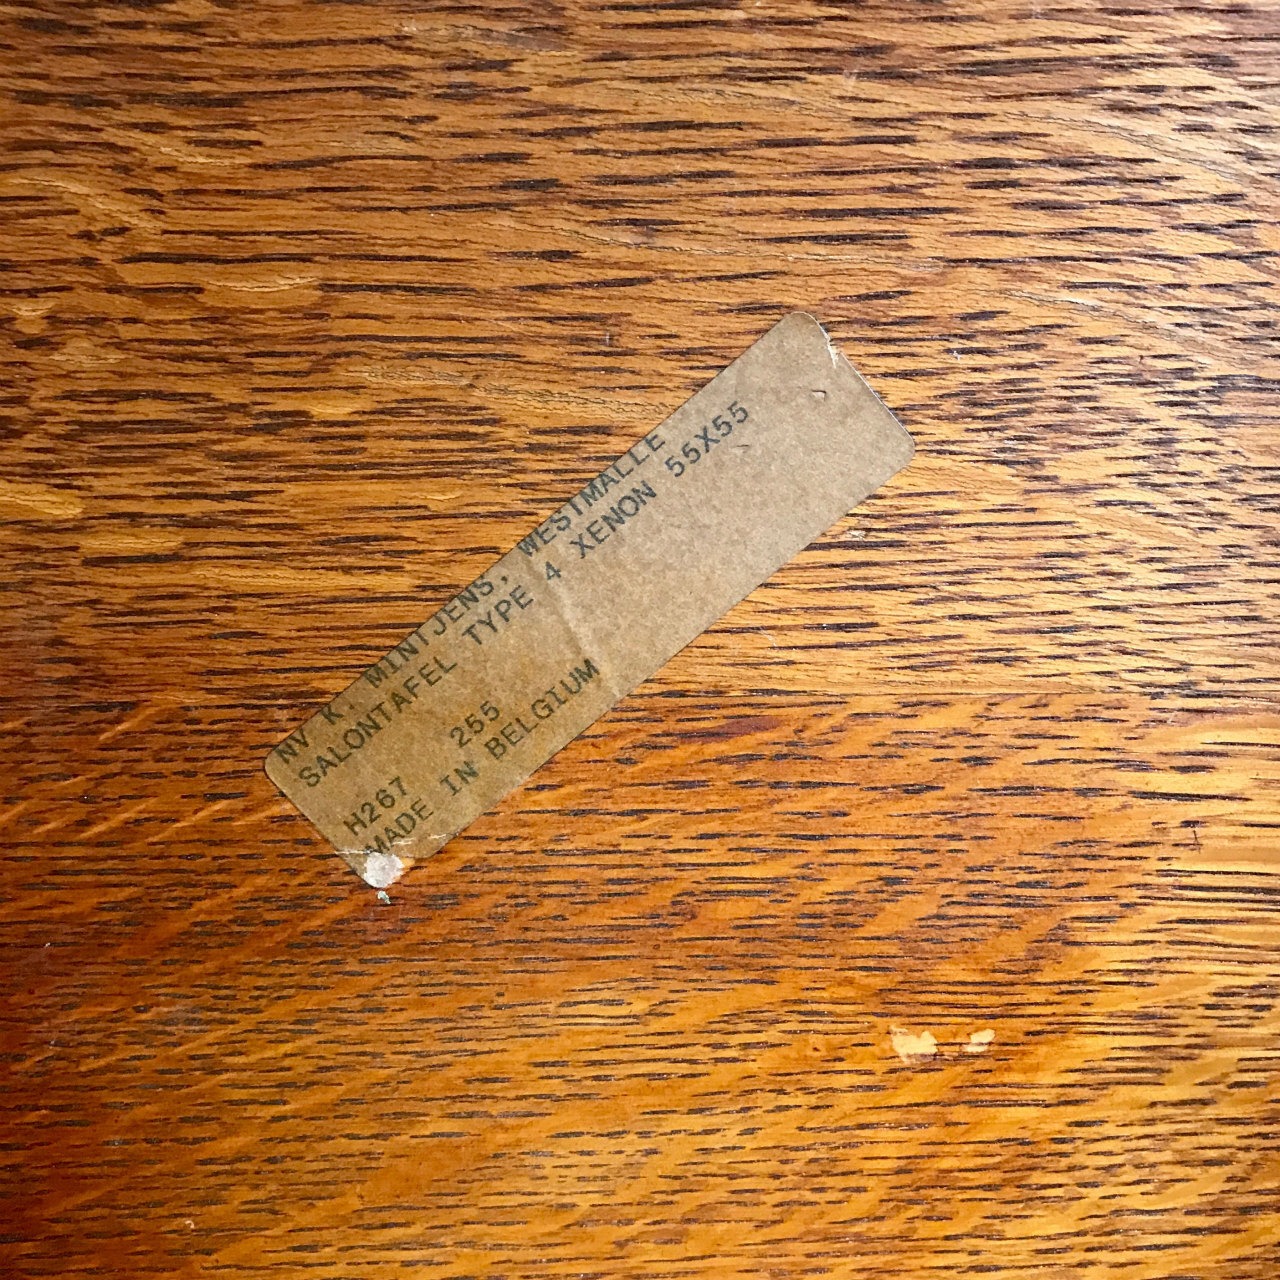 NV K. MINTJENS, WESTMALLE
SALONTAFEL TYPE 4 XENON 55X55
H267 255
MADE IN BELGIUM